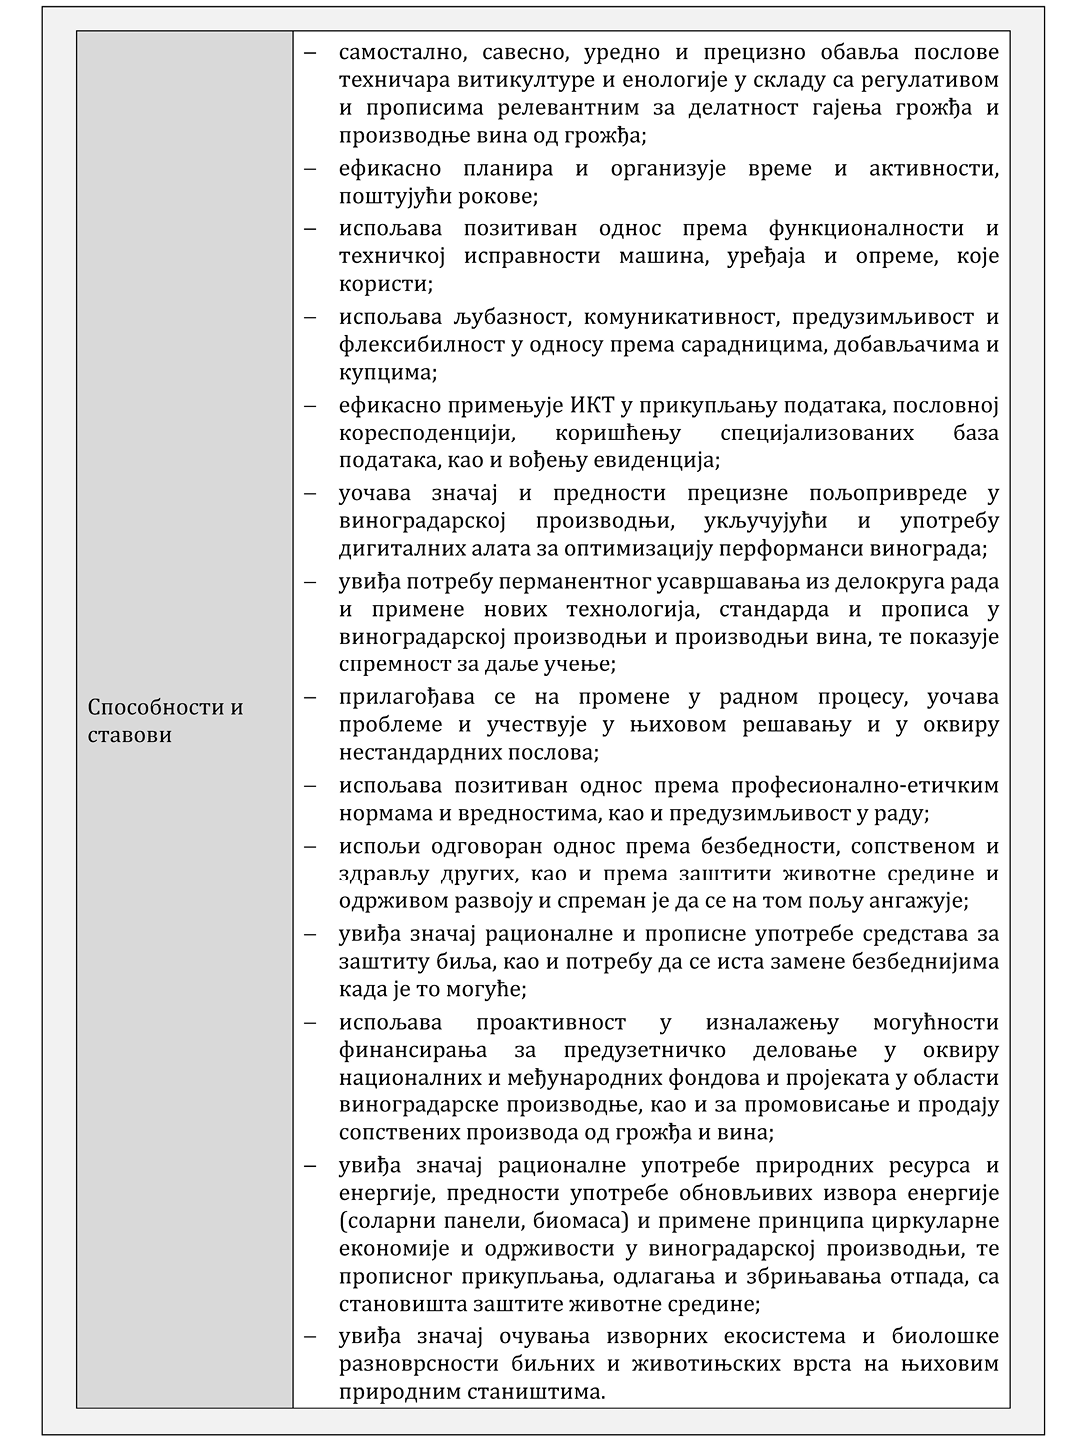 Способности и
ставови
– самостално, савесно, уредно и прецизно обавља послове
техничара витикултуре и енологије у складу са регулативом
и прописима релевантним за делатност гајења грожђа и
производње вина од грожђа;
– ефикасно планира и организује време и активности,
поштујући рокове;
– испољава позитиван однос према функционалности и
техничкој исправности машина, уређаја и опреме, које
користи;
– испољава љубазност, комуникативност, предузимљивост и
флексибилност у односу према сарадницима, добављачима и
купцима;
– ефикасно примењује ИКТ у прикупљању података, пословној
коресподенцији, коришћењу специјализованих база
података, као и вођењу евиденција;
– уочава значај и предности прецизне пољопривреде у
виноградарској производњи, укључујући и употребу
дигиталних алата за оптимизацију перформанси винограда;
– увиђа потребу перманентног усавршавања из делокруга рада
и примене нових технологија, стандарда и прописа у
виноградарској производњи и производњи вина, те показује
спремност за даље учење;
– прилагођава се на промене у радном процесу, уочава
проблеме и учествује у њиховом решавању и у оквиру
нестандардних послова;
– испољава позитиван однос према професионално-етичким
нормама и вредностима, као и предузимљивост у раду;
– испољи одговоран однос према безбедности, сопственом и
здрављу других, као и према заштити животне средине и
одрживом развоју и спреман је да се на том пољу ангажује;
– увиђа значај рационалне и прописне употребе средстава за
заштиту биља, као и потребу да се иста замене безбеднијима
када је то могуће;
– испољава проактивност у изналажењу могућности
финансирања за предузетничко деловање у оквиру
националних и међународних фондова и пројеката у области
виноградарске производње, као и за промовисање и продају
сопствених производа од грожђа и вина;
– увиђа значај рационалне употребе природних ресурса и
енергије, предности употребе обновљивих извора енергије
(соларни панели, биомаса) и примене принципа циркуларне
економије и одрживости у виноградарској производњи, те
прописног прикупљања, одлагања и збрињавања отпада, са
становишта заштите животне средине;
– увиђа значај очувања изворних екосистема и биолошке
разноврсности биљних и животињских врста на њиховим
природним стаништима.